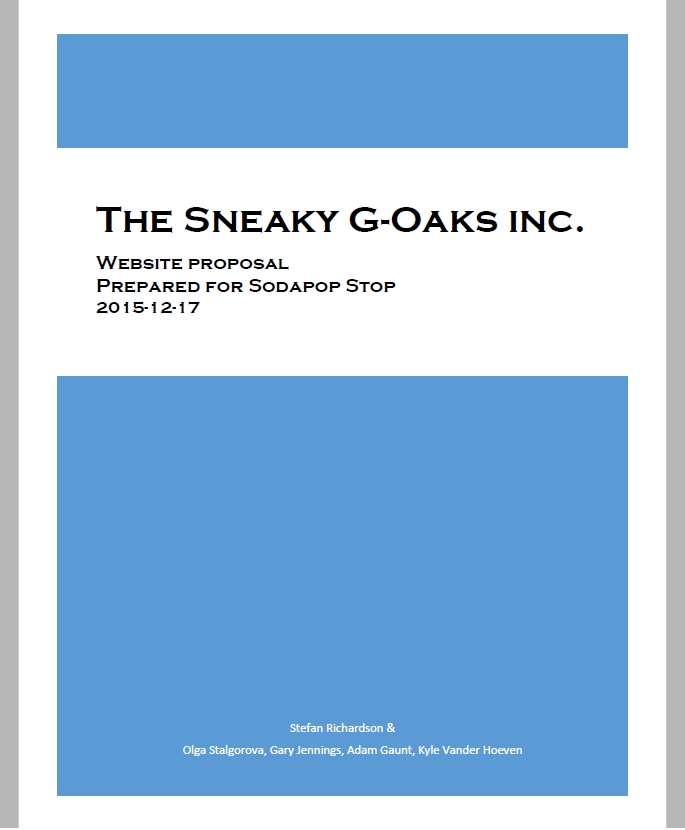 The Sneaky G-Oaks inc.
Website proposal
Prepared for Sodapop Stop
2015-12-17
Stefan Richardson &
Olga Stalgorova, Gary Jennings, Adam Gaunt, Kyle Vander Hoeven